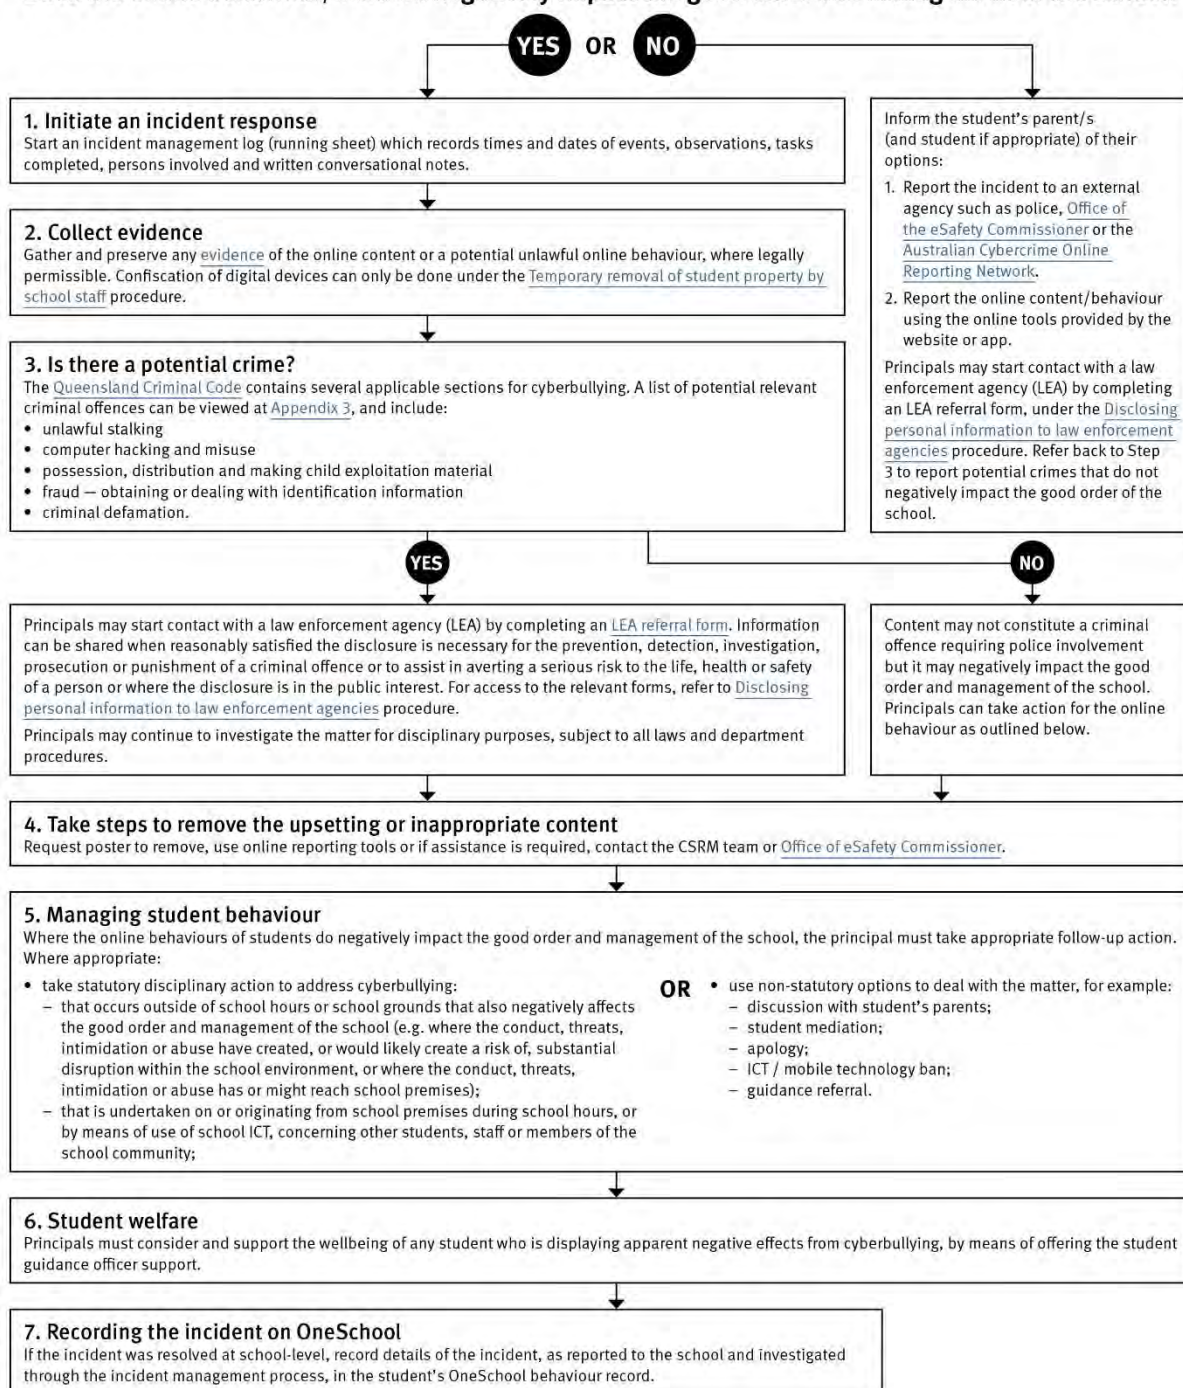 YES OR NO
1. Initiate an incident response
Start an incident management log (running sheet) which records times and dates of events, observations, tasks
completed, persons involved and written conversational notes.
2. Collect evidence
Gather and preserve any evidence of the online content or a potential unlawful online behaviour, where legally
permissible. Confiscation of digital devices can only be done under the Temporary removal of student property by
school staff procedure.
3. Is there a potential crime?
The Queensland Criminal Code contains several applicable sections for cyberbullying. A list of potential relevant
criminal offences can be viewed at Appendix 3, and include:
• unlawful stalking
• computer hacking and misuse
• possession, distribution and making child exploitation material
• fraud — obtaining or dealing with identification information
• criminal defamation.
Inform the student's parent/s
(and student if appropriate) of their
options:
1. Report the incident to an external
agency such as police, Office of
the eSafety Commissioner or the
Australian Cybercrime Online
Reporting Network.
2. Report the online content/behaviour
using the online tools provided by the
website or app.
Principals may start contact with a law
enforcement agency (LEA) by completing
an LEA referral form, under the Disclosing
personal information to law enforcement
agencies procedure. Refer back to Step
3 to report potential crimes that do not
negatively impact the good order of the
school.
YES
NO
Principals may start contact with a law enforcement agency (LEA) by completing an LEA referral form. Information
can be shared when reasonably satisfied the disclosure is necessary for the prevention, detection, investigation,
prosecution or punishment of a criminal offence or to assist in averting a serious risk to the life, health or safety
of a person or where the disclosure is in the public interest. For access to the relevant forms, refer to Disclosing
personal information to law enforcement agencies procedure.
Principals may continue to investigate the matter for disciplinary purposes, subject to all laws and department
procedures.
Content may not constitute a criminal
offence requiring police involvement
but it may negatively impact the good
order and management of the school.
Principals can take action for the online
behaviour as outlined below.
4. Take steps to remove the upsetting or inappropriate content
Request poster to remove, use online reporting tools or if assistance is required, contact the CSRM team or Office of eSafety Commissioner.
5. Managing student behaviour
Where the online behaviours of students do negatively impact the good order and management of the school, the principal must take appropriate follow-up action.
Where appropriate:
• take statutory disciplinary action to address cyberbullying:
– that occurs outside of school hours or school grounds that also negatively affects
the good order and management of the school (e.g. where the conduct, threats,
intimidation or abuse have created, or would likely create a risk of, substantial
disruption within the school environment, or where the conduct, threats,
intimidation or abuse has or might reach school premises);
– that is undertaken on or originating from school premises during school hours, or
by means of use of school ICT, concerning other students, staff or members of the
school community;
OR
• use non-statutory options to deal with the matter, for example:
– discussion with student's parents;
– student mediation;
– apology;
– ICT / mobile technology ban;
– guidance referral.
6. Student welfare
Principals must consider and support the wellbeing of any student who is displaying apparent negative effects from cyberbullying, by means of offering the student
guidance officer support.
7. Recording the incident on OneSchool
If the incident was resolved at school-level, record details of the incident, as reported to the school and investigated
through the incident management process, in the student's OneSchool behaviour record.